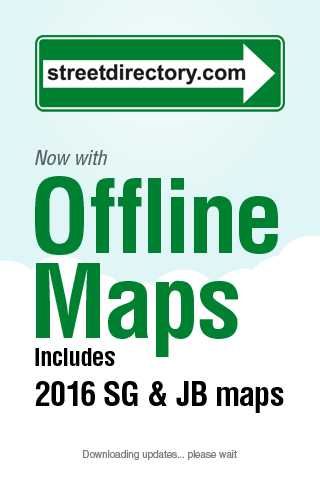 streetdirectory.com
Now with
Offline
Maps
Includes
2016 SG & JB maps
Downloading updates... please wait